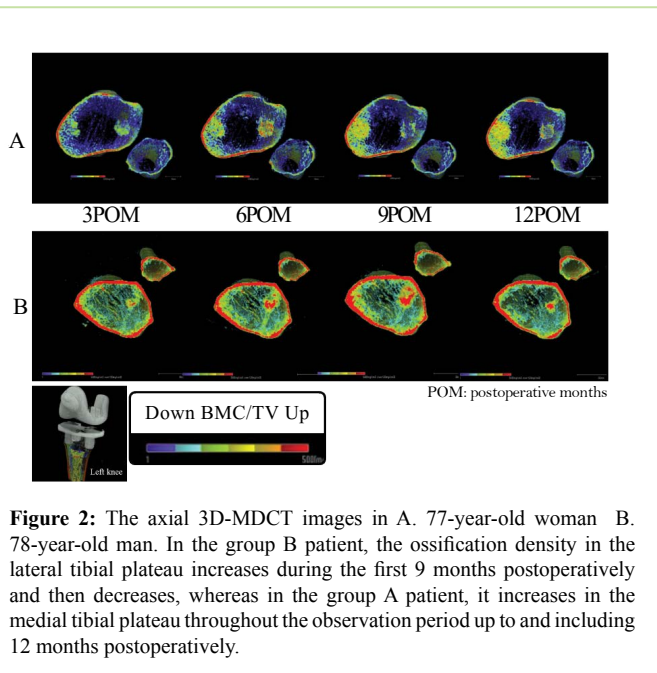 A
3POM 6POM 9POM 12POM
B
POM: postoperative months
Down BMC/TV Up
1
Left knee
Figure 2: The axial 3D-MDCT images in A. 77-year-old woman B.
78-year-old man. In the group B patient, the ossification density in the
lateral tibial plateau increases during the first 9 months postoperatively
and then decreases, whereas in the group A patient, it increases in the
medial tibial plateau throughout the observation period up to and including
12 months postoperatively.